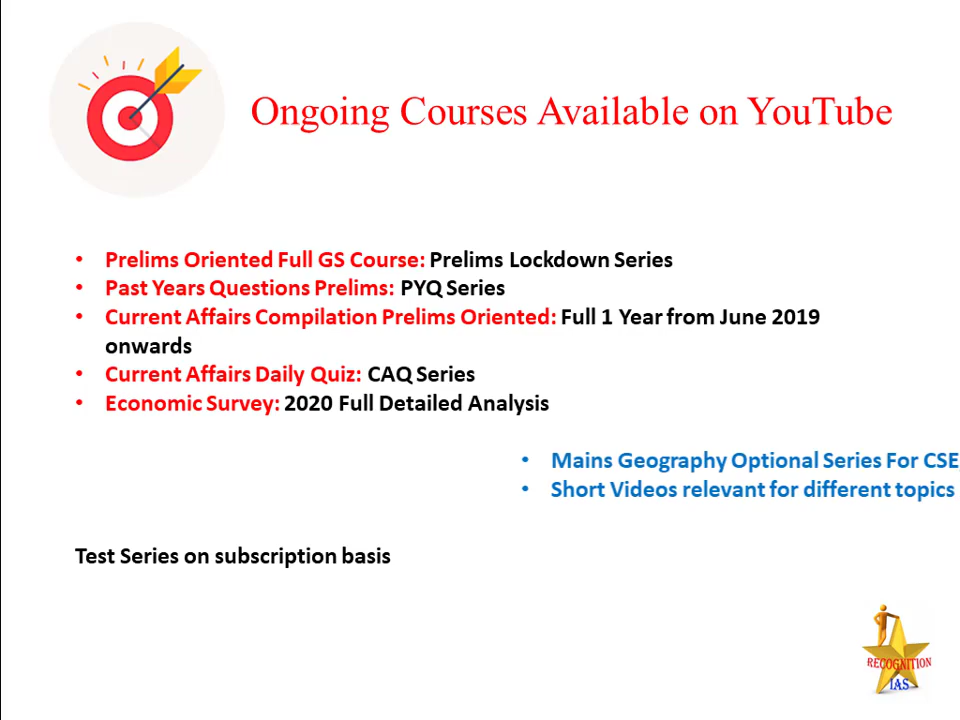 Ongoing Courses Available on YouTube
• Prelims Oriented Full GS Course: Prelims Lockdown Series
• Past Years Questions Prelims: PYQ Series
• Current Affairs Compilation Prelims Oriented: Full 1 Year from June 2019
onwards
• Current Affairs Daily Quiz: CAQ Series
• Economic Survey: 2020 Full Detailed Analysis
• Mains Geography Optional Series For CSE
• Short Videos relevant for different topics
Test Series on subscription basis
RECOGNITION
IAS